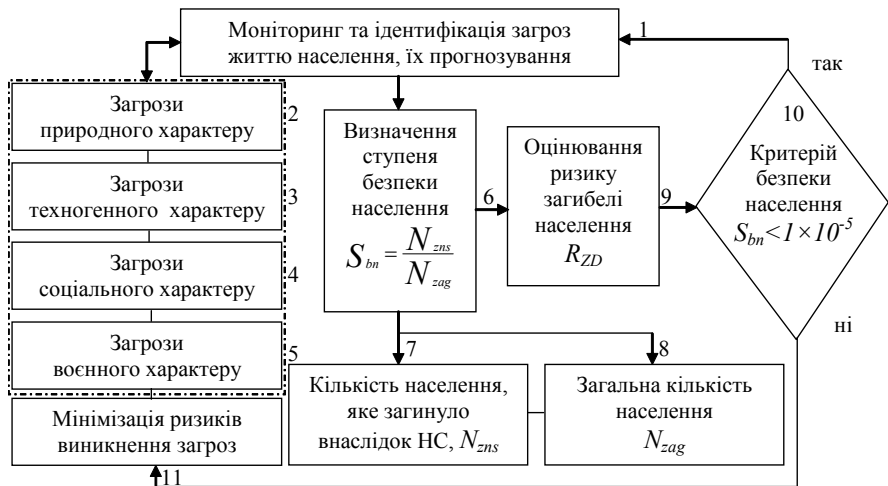 Моніторинг та ідентифікація загроз
життю населення, їх прогнозування
1
так
Загрози
природного характеру
2
Загрози
техногенного характеру
3
Загрози
соціального характеру
4
Загрози
воєнного характеру
5
Мінімізація ризиків
виникнення загроз
11
Визначення
ступеня
безпеки
населення
S_bn = N_zns / N_zag
6
Оцінювання
ризику
загибелі
населення
R_ZD
9
10
Критерій
безпеки
населення
S_bn<1×10^-5
ні
7
Кількість населення,
яке загинуло
внаслідок НС, N_zns
8
Загальна кількість
населення
N_zag